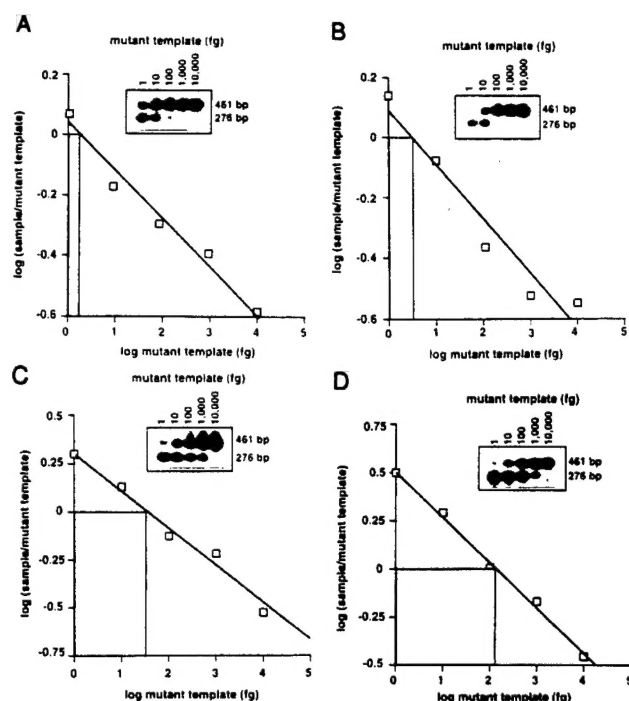 A
mutant template (fg)
1 10 100 1,000 10,000
461 bp
276 bp
log (sample/mutant template)
0.2
0
-0.2
-0.4
-0.6
0 1 2 3 4 5
log mutant template (fg)
B
mutant template (fg)
1 10 100 1,000 10,000
461 bp
276 bp
log (sample/mutant template)
0.2
0
-0.2
-0.4
-0.6
0 1 2 3 4 5
log mutant template (fg)
C
mutant template (fg)
1 10 100 1,000 10,000
461 bp
276 bp
log (sample/mutant template)
0.5
0.25
0
-0.25
-0.5
-0.75
0 1 2 3 4 5
log mutant template (fg)
D
mutant template (fg)
1 10 100 1,000 10,000
461 bp
276 bp
log (sample/mutant template)
0.75
0.5
0.25
0
-0.25
-0.5
0 1 2 3 4 5
log mutant template (fg)